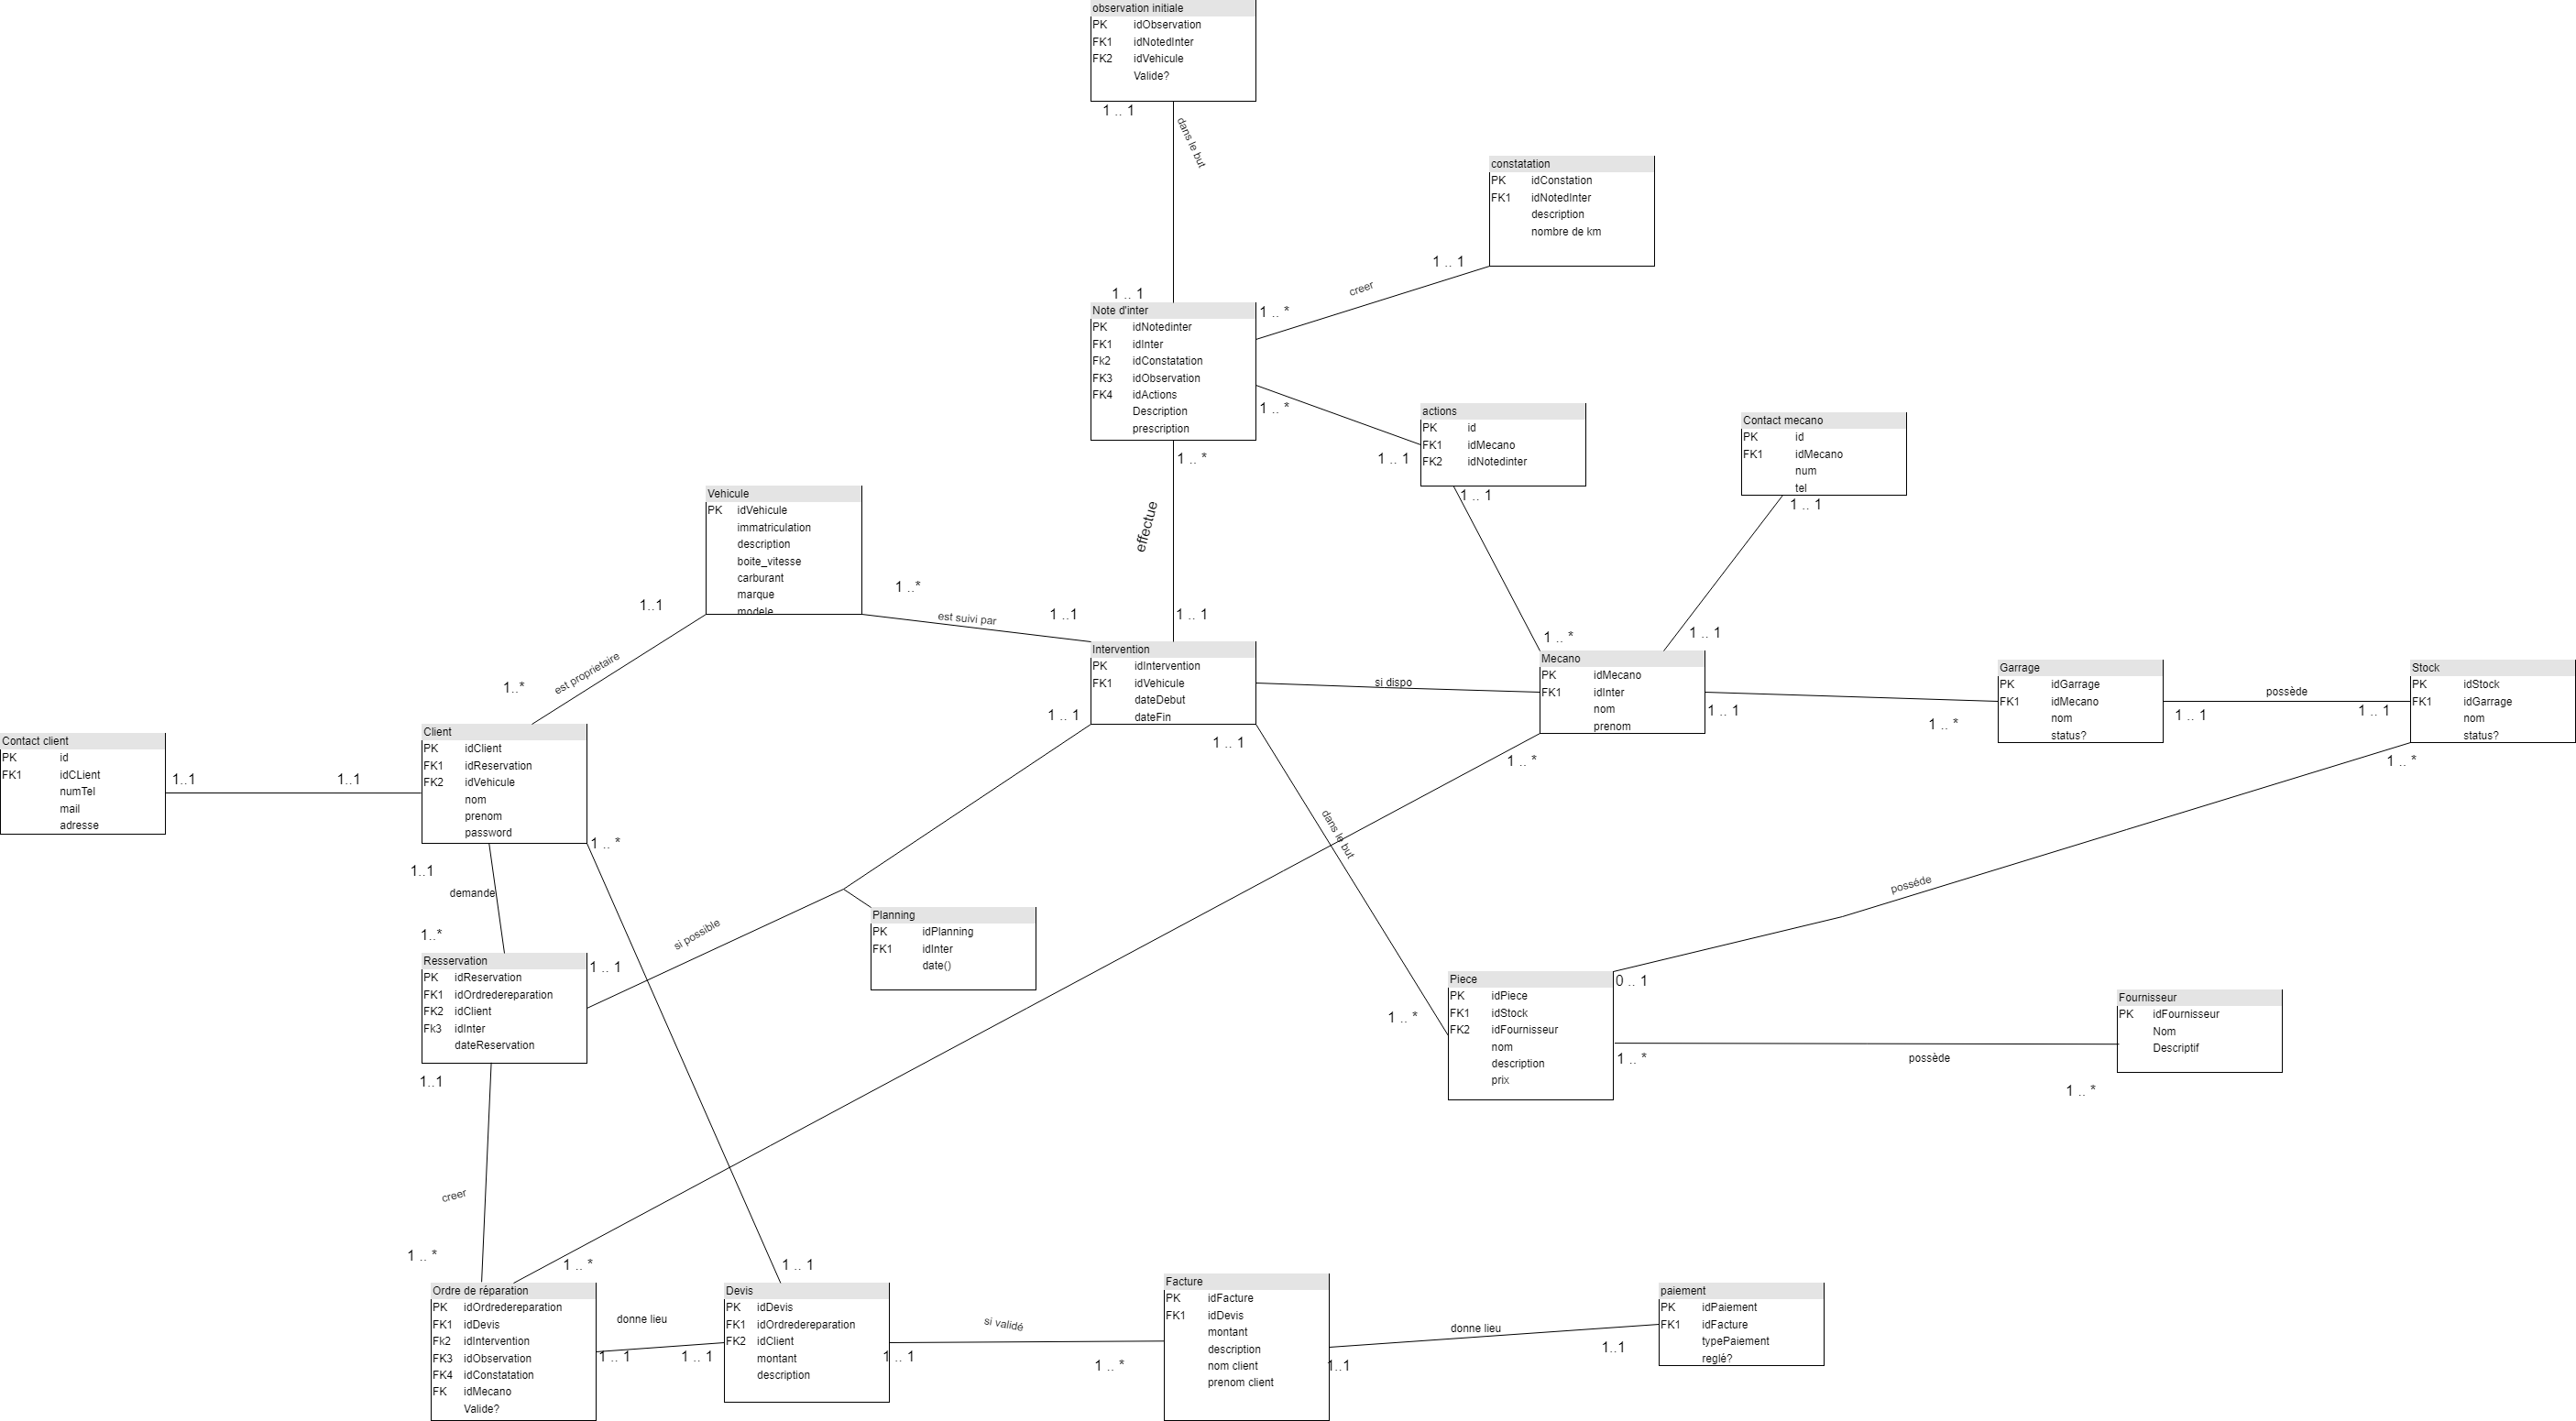 observation initiale
PK idObservation
FK1 idNotedInter
FK2 idVehicule
Valide?
1 .. 1
dans le but
constatation
PK idConstation
FK1 idNotedInter
description
nombre de km
1 .. 1
creer
1 .. 1
1 .. *
Note d'inter
PK idNotedinter
FK1 idInter
Fk2 idConstatation
FK3 idObservation
FK4 idActions
Description
prescription
1 .. *
1 .. 1
actions
PK id
FK1 idMecano
FK2 idNotedinter
1 .. 1
Contact mecano
PK id
FK1 idMecano
num
tel
1 .. 1
1 .. *
effectue
1 .. 1
Vehicule
PK idVehicule
immatriculation
description
boite_vitesse
carburant
marque
modele
1 ..*
est suivi par
1 ..1
1..1
est proprietaire
1..*
Intervention
PK idIntervention
FK1 idVehicule
dateDebut
dateFin
1 .. 1
1 .. 1
si dispo
1 .. *
1 .. 1
Mecano
PK idMecano
FK1 idInter
nom
prenom
1 .. 1
1 .. *
1 .. *
Garrage
PK idGarrage
FK1 idMecano
nom
status?
possède
1 .. 1
1 .. 1
Stock
PK idStock
FK1 idGarrage
nom
status?
1 .. *
Contact client
PK id
FK1 idCLient
numTel
mail
adresse
1..1
1..1
Client
PK idClient
FK1 idReservation
FK2 idVehicule
nom
prenom
password
1 .. *
1..1
demande
1..*
dans le but
posséde
si possible
Planning
PK idPlanning
FK1 idInter
date()
Resservation
PK idReservation
FK1 idOrdredereparation
FK2 idClient
Fk3 idInter
dateReservation
1 .. 1
1..1
1 .. *
Piece
PK idPiece
FK1 idStock
FK2 idFournisseur
nom
description
prix
0 .. 1
1 .. *
possède
1 .. *
Fournisseur
PK idFournisseur
Nom
Descriptif
creer
1 .. *
1 .. *
1 .. 1
Ordre de réparation
PK idOrdredereparation
FK1 idDevis
Fk2 idIntervention
FK3 idObservation
FK4 idConstatation
FK idMecano
Valide?
donne lieu
1 .. 1
1 .. 1
Devis
PK idDevis
FK1 idOrdredereparation
FK2 idClient
montant
description
1 .. 1
si validé
1 .. *
Facture
PK idFacture
FK1 idDevis
montant
description
nom client
prenom client
1..1
donne lieu
1..1
paiement
PK idPaiement
FK1 idFacture
typePaiement
reglé?